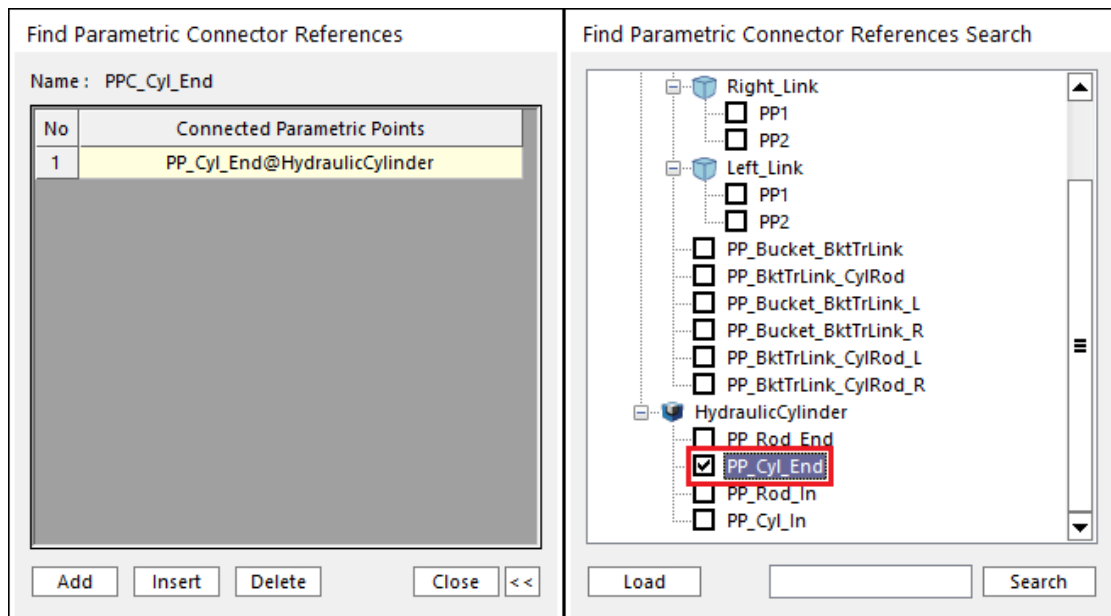 Find Parametric Connector References
Name : PPC_Cyl_End
No Connected Parametric Points
1 PP_Cyl_End@HydraulicCylinder
Add Insert Delete Close <<
Find Parametric Connector References Search
Right_Link
PP1
PP2
Left_Link
PP1
PP2
PP_Bucket_BktTrLink
PP_BktTrLink_CylRod
PP_Bucket_BktTrLink_L
PP_Bucket_BktTrLink_R
PP_BktTrLink_CylRod_L
PP_BktTrLink_CylRod_R
HydraulicCylinder
PP_Rod_End
PP_Cyl_End
PP_Rod_In
PP_Cyl_In
Load Search